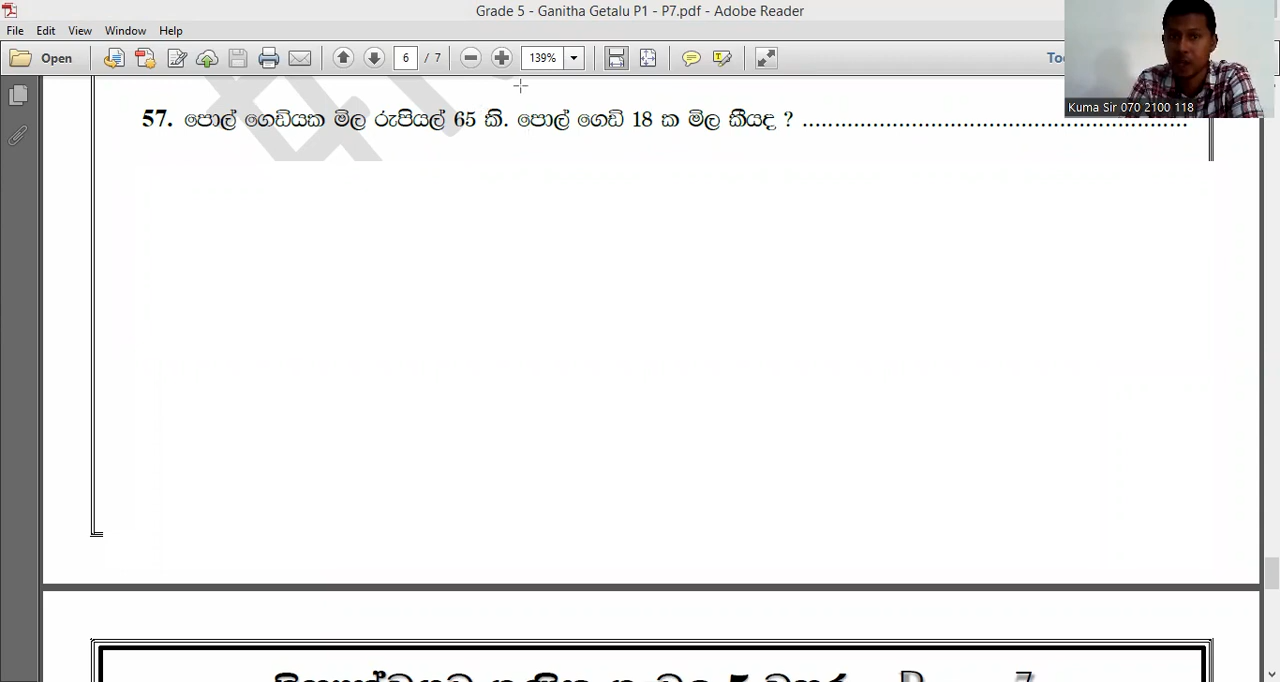 Grade 5 - Ganitha Getalu P1 - P7.pdf - Adobe Reader
File Edit View Window Help
Open 6 / 7 139%
Kuma Sir 070 2100 118
57. පොල් ගෙඩියක මිල රුපියල් 65 කි. පොල් ගෙඩි 18 ක මිල කීයද ? ............................................................